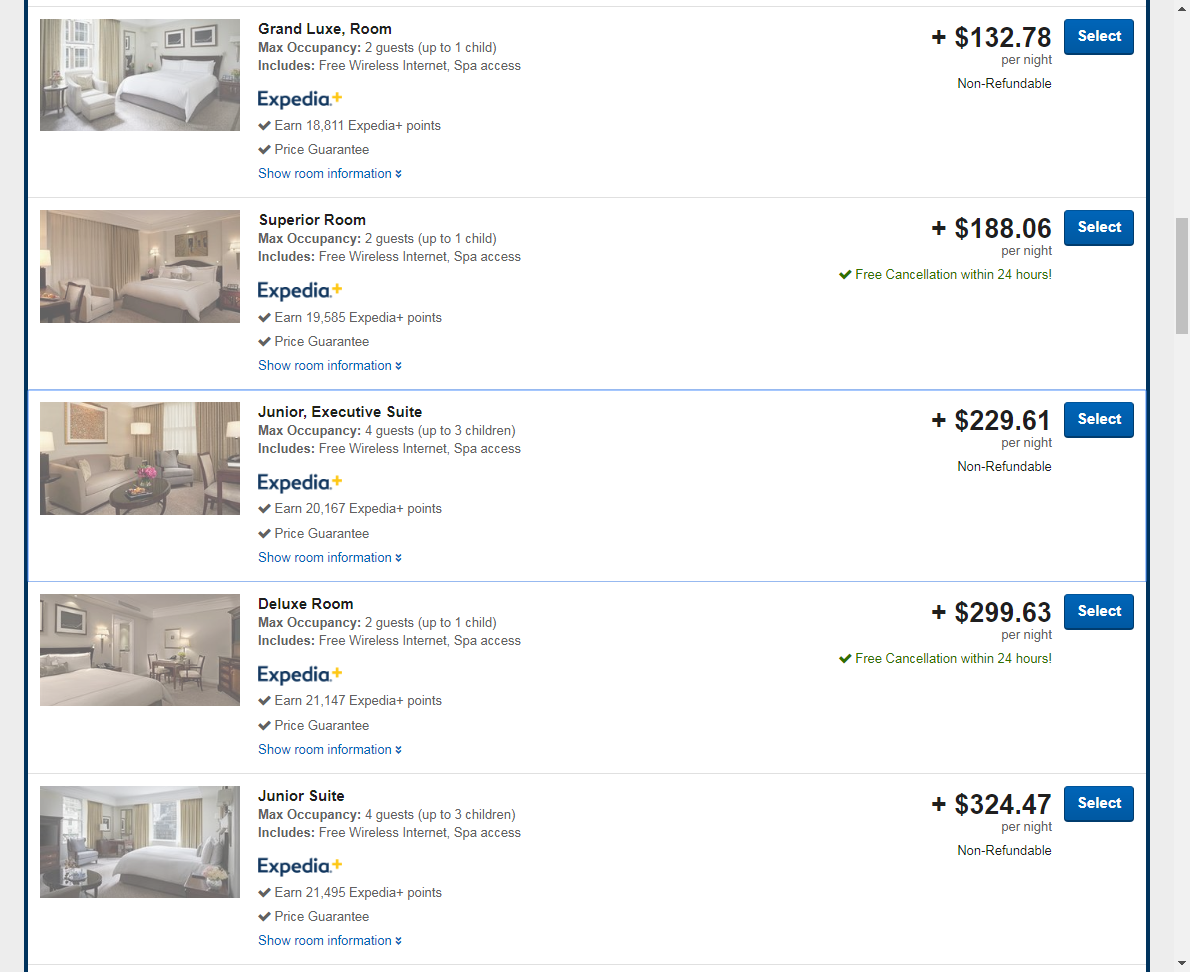 Grand Luxe, Room
Max Occupancy: 2 guests (up to 1 child)
Includes: Free Wireless Internet, Spa access
Expedia.+
Earn 18,811 Expedia+ points
Price Guarantee
Show room information
+ $132.78
per night
Non-Refundable
Select
Superior Room
Max Occupancy: 2 guests (up to 1 child)
Includes: Free Wireless Internet, Spa access
Expedia.+
Earn 19,585 Expedia+ points
Price Guarantee
Show room information
+ $188.06
per night
Free Cancellation within 24 hours!
Select
Junior, Executive Suite
Max Occupancy: 4 guests (up to 3 children)
Includes: Free Wireless Internet, Spa access
Expedia.+
Earn 20,167 Expedia+ points
Price Guarantee
Show room information
+ $229.61
per night
Non-Refundable
Select
Deluxe Room
Max Occupancy: 2 guests (up to 1 child)
Includes: Free Wireless Internet, Spa access
Expedia.+
Earn 21,147 Expedia+ points
Price Guarantee
Show room information
+ $299.63
per night
Free Cancellation within 24 hours!
Select
Junior Suite
Max Occupancy: 4 guests (up to 3 children)
Includes: Free Wireless Internet, Spa access
Expedia.+
Earn 21,495 Expedia+ points
Price Guarantee
Show room information
+ $324.47
per night
Non-Refundable
Select